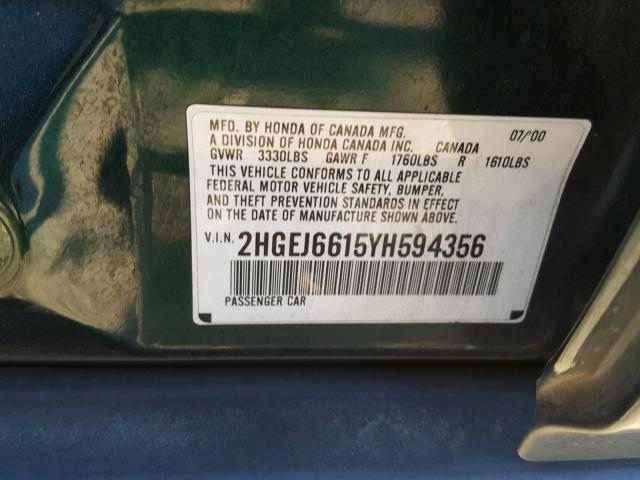 MFD. BY HONDA OF CANADA MFG.
A DIVISION OF HONDA CANADA INC. CANADA 07/'00
GVWR 3330LBS GAWR F 1760LBS R 1610LBS
THIS VEHICLE CONFORMS TO ALL APPLICABLE
FEDERAL MOTOR VEHICLE SAFETY, BUMPER,
AND THEFT PREVENTION STANDARDS IN EFFECT
ON THE DATE OF MANUFACTURE SHOWN ABOVE.
V.I.N. 2HGEJ6615YH594356
PASSENGER CAR